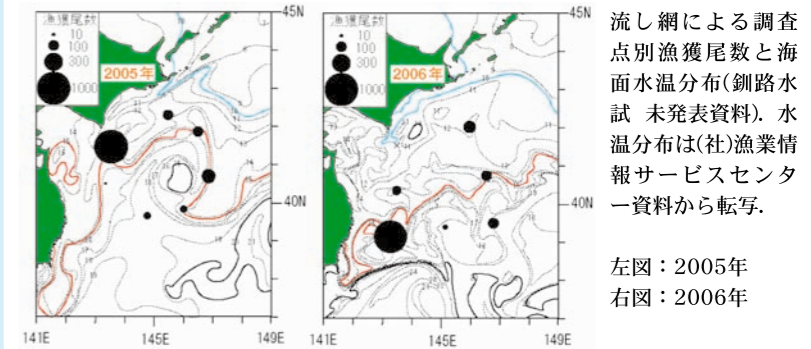 漁獲尾数
10
100
300
1000
2005年
45N
40N
141E
145E
149E
漁獲尾数
10
100
300
1000
2006年
45N
40N
141E
145E
149E
流し網による調査
点別漁獲尾数と海
面水温分布(釧路水
試 未発表資料). 水
温分布は(社)漁業情
報サービスセンタ
ー資料から転写.
左図：2005年
右図：2006年